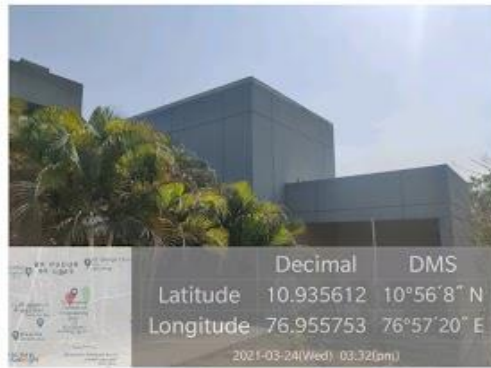 Decimal DMS
Latitude 10.935612 10°56'8" N
Longitude 76.955753 76°57'20" E
2021-03-24(Wed) 03:32(pm)
Google